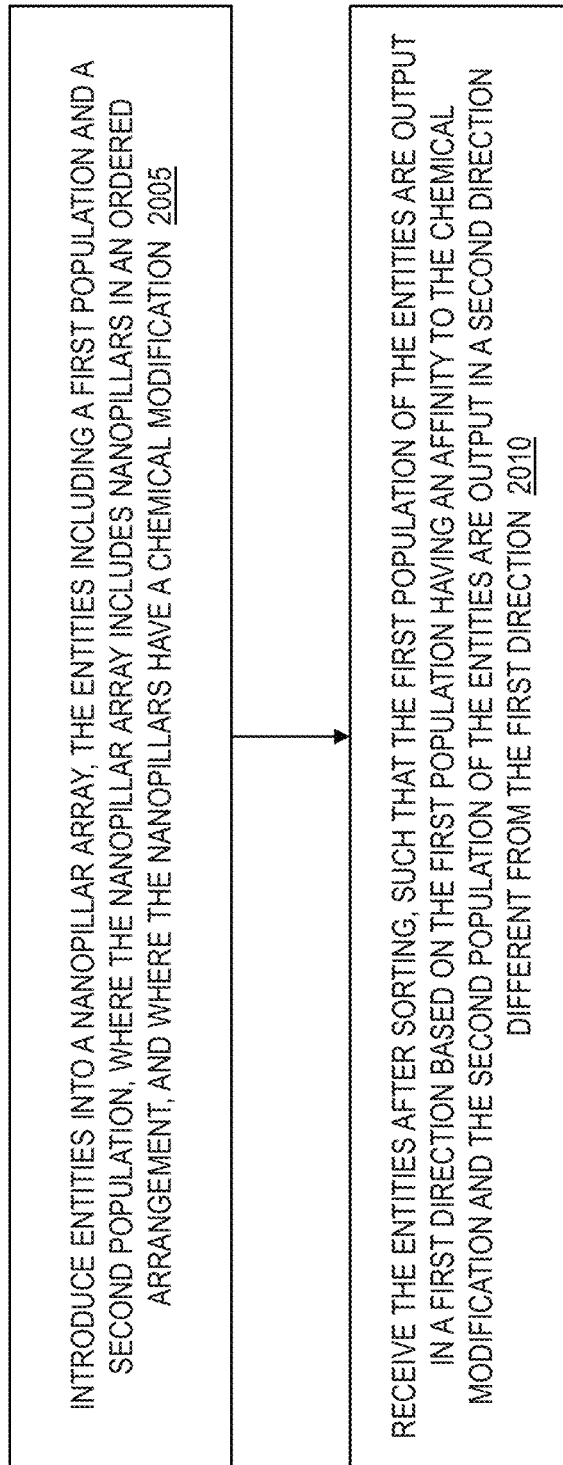 INTRODUCE ENTITIES INTO A NANOPILLAR ARRAY, THE ENTITIES INCLUDING A FIRST POPULATION AND A
SECOND POPULATION, WHERE THE NANOPILLAR ARRAY INCLUDES NANOPILLARS IN AN ORDERED
ARRANGEMENT, AND WHERE THE NANOPILLARS HAVE A CHEMICAL MODIFICATION 2005
RECEIVE THE ENTITIES AFTER SORTING, SUCH THAT THE FIRST POPULATION OF THE ENTITIES ARE OUTPUT
IN A FIRST DIRECTION BASED ON THE FIRST POPULATION HAVING AN AFFINITY TO THE CHEMICAL
MODIFICATION AND THE SECOND POPULATION OF THE ENTITIES ARE OUTPUT IN A SECOND DIRECTION
DIFFERENT FROM THE FIRST DIRECTION 2010